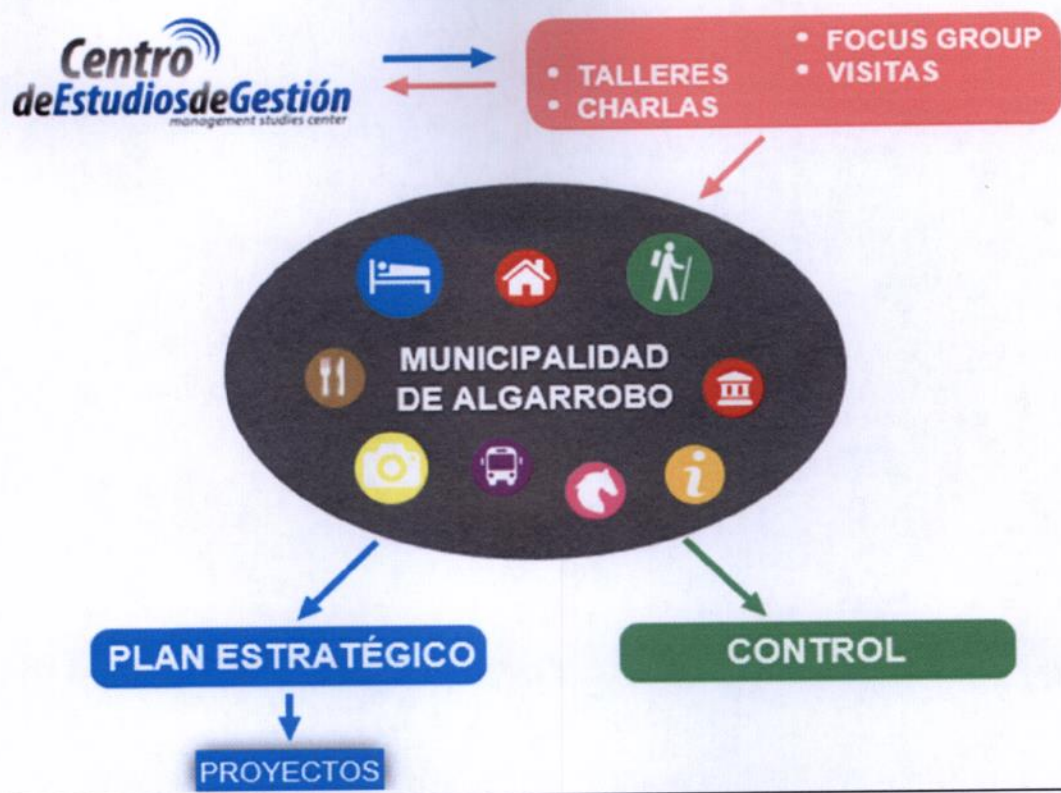 Centro
deEstudiosdeGestión
management studies center
• TALLERES
• CHARLAS
• FOCUS GROUP
• VISITAS
MUNICIPALIDAD
DE ALGARROBO
i
PLAN ESTRATÉGICO
CONTROL
PROYECTOS